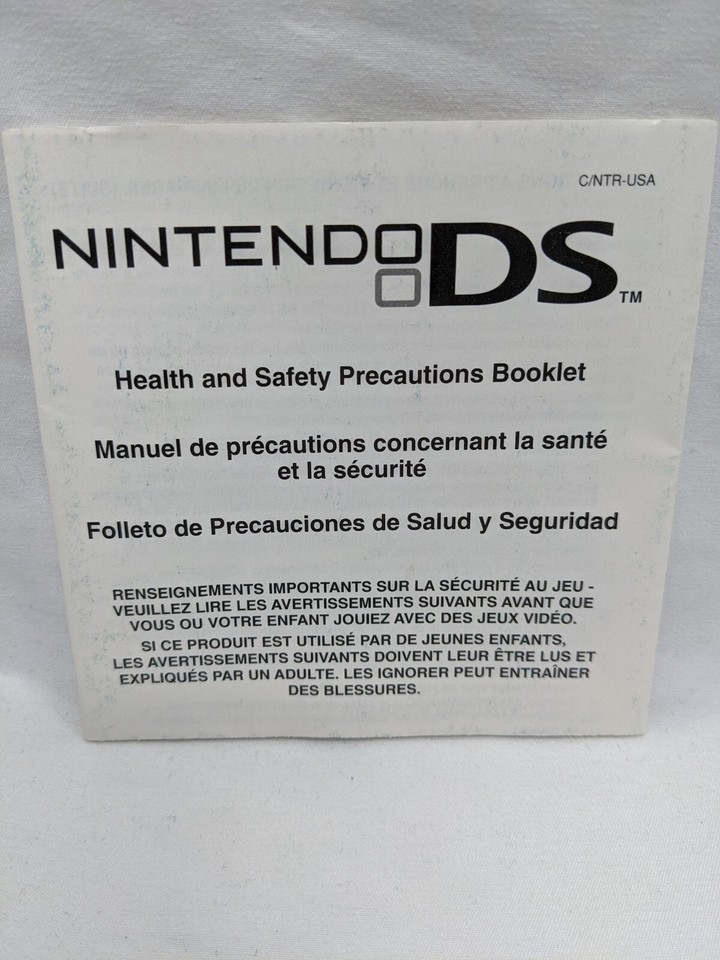 C/NTR-USA
NINTENDO DS TM
Health and Safety Precautions Booklet
Manuel de précautions concernant la santé
et la sécurité
Folleto de Precauciones de Salud y Seguridad
RENSEIGNEMENTS IMPORTANTS SUR LA SÉCURITÉ AU JEU -
VEUILLEZ LIRE LES AVERTISSEMENTS SUIVANTS AVANT QUE
VOUS OU VOTRE ENFANT JOUIEZ AVEC DES JEUX VIDÉO.
SI CE PRODUIT EST UTILISÉ PAR DE JEUNES ENFANTS,
LES AVERTISSEMENTS SUIVANTS DOIVENT LEUR ÊTRE LUS ET
EXPLIQUÉS PAR UN ADULTE. LES IGNORER PEUT ENTRAÎNER
DES BLESSURES.